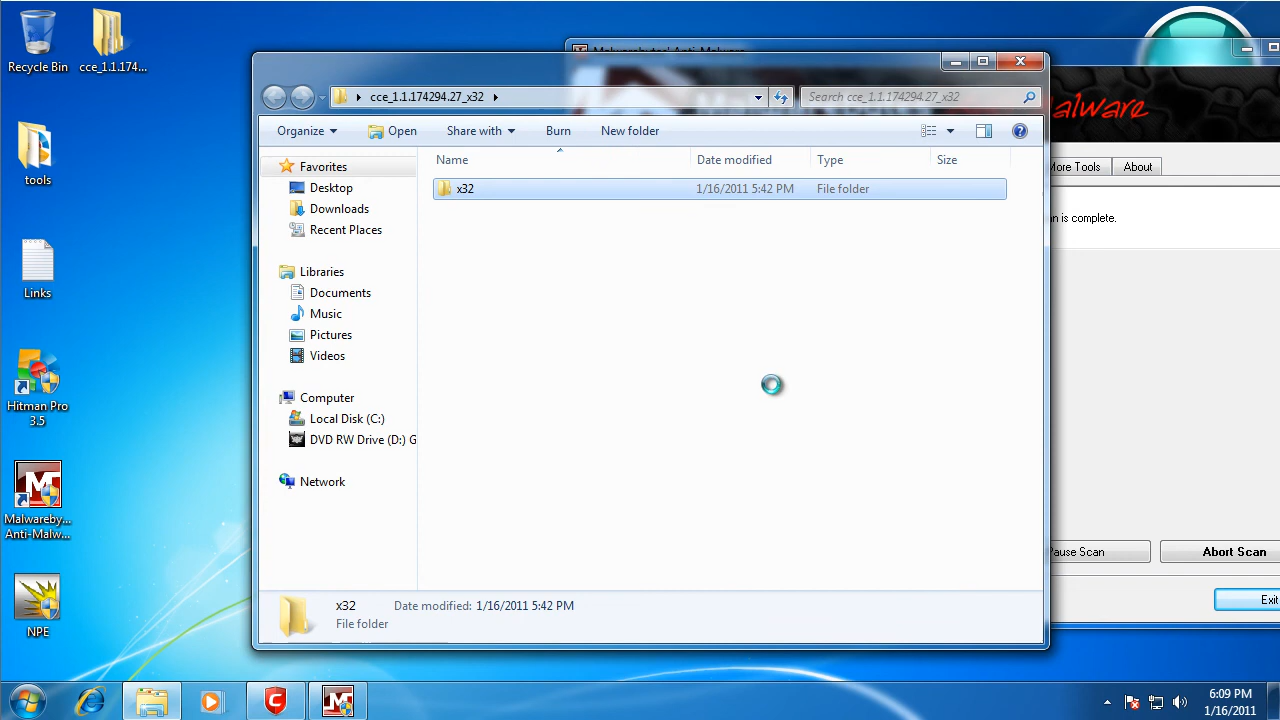 Recycle Bin
cce_1.1.174...
tools
Links
Hitman Pro
3.5
Malwareby...
Anti-Malw...
NPE
Malwarebytes' Anti-Malware
cce_1.1.174294.27_x32
Search cce_1.1.174294.27_x32
Organize
Open
Share with
Burn
New folder
Name
Date modified
Type
Size
x32
1/16/2011 5:42 PM
File folder
Favorites
Desktop
Downloads
Recent Places
Libraries
Documents
Music
Pictures
Videos
Computer
Local Disk (C:)
DVD RW Drive (D:) G
Network
x32
Date modified: 1/16/2011 5:42 PM
File folder
alware
More Tools
About
an is complete.
Pause Scan
Abort Scan
Exit
6:09 PM
1/16/2011